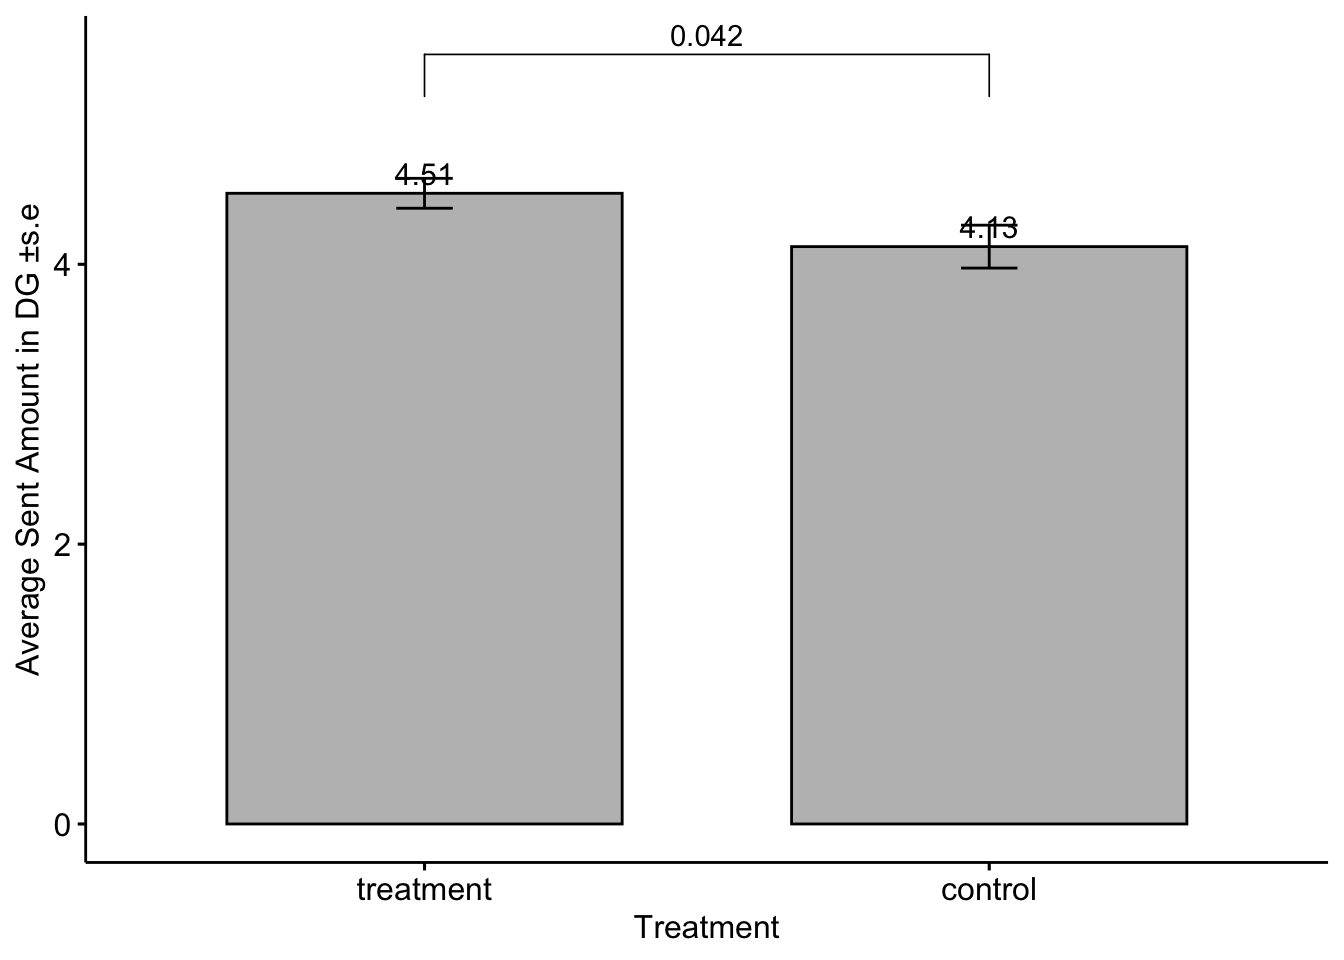 0.042
4.51
4.13
Average Sent Amount in DG ±s.e
4
2
0
treatment
control
Treatment